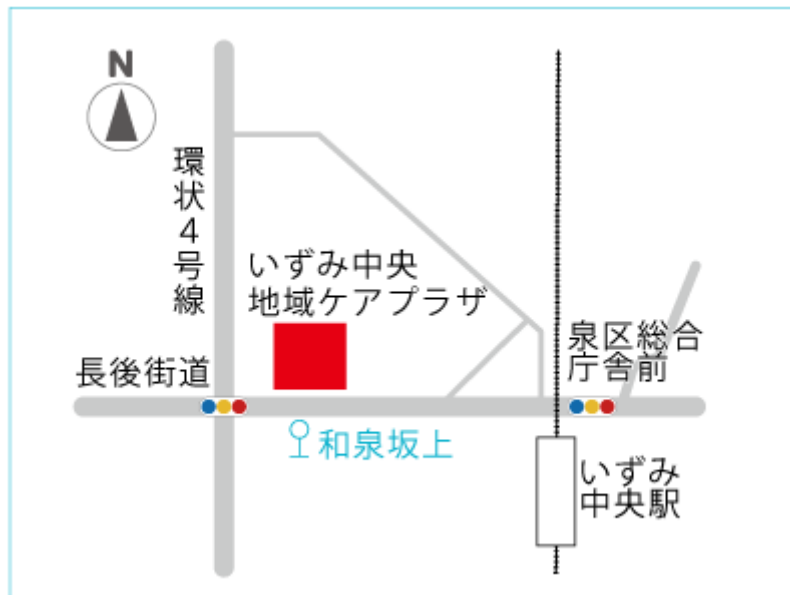 N
環状4号線
いずみ中央
地域ケアプラザ
長後街道
泉区総合
庁舎前
和泉坂上
いずみ
中央駅